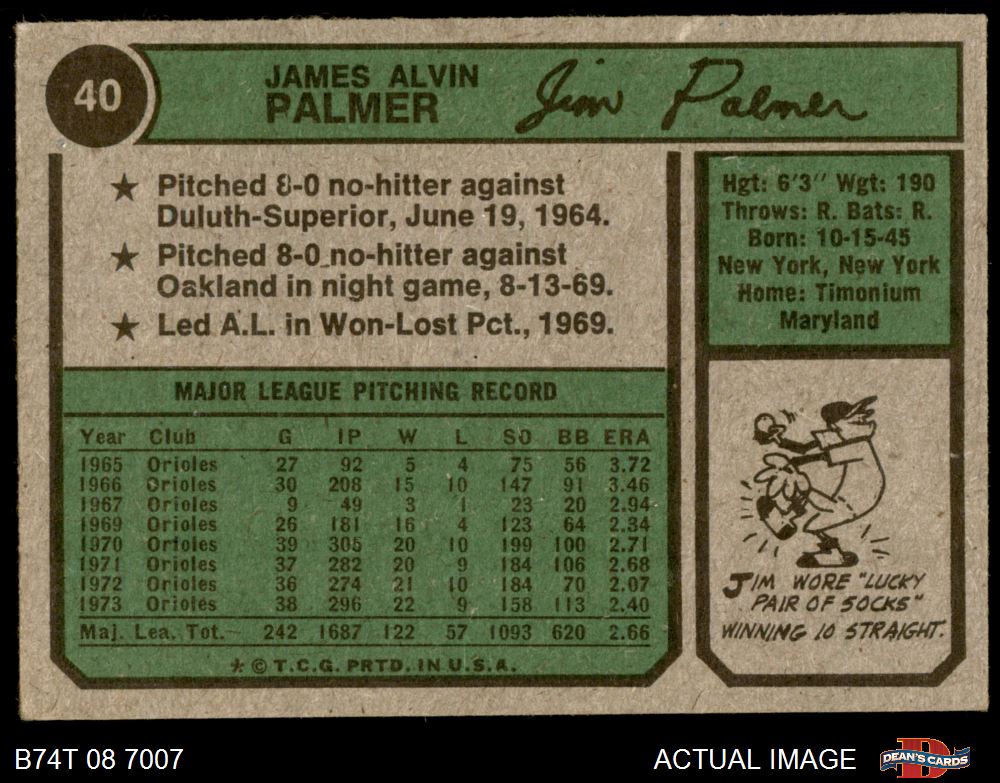 40
JAMES ALVIN
PALMER
Jim Palmer
★ Pitched 8-0 no-hitter against
Duluth-Superior, June 19, 1964.
★ Pitched 8-0 no-hitter against
Oakland in night game, 8-13-69.
★ Led A.L. in Won-Lost Pct., 1969.
MAJOR LEAGUE PITCHING RECORD
Year Club G IP W L SO BB ERA
1965 Orioles 27 92 5 4 75 56 3.72
1966 Orioles 30 208 15 10 147 91 3.46
1967 Orioles 9 49 3 1 23 20 2.94
1969 Orioles 26 181 16 4 123 64 2.34
1970 Orioles 39 305 20 10 199 100 2.71
1971 Orioles 37 282 20 9 184 106 2.68
1972 Orioles 36 274 21 10 184 70 2.07
1973 Orioles 38 296 22 9 158 113 2.40
Maj. Lea. Tot. 242 1687 122 57 1093 620 2.66
* © T.C.G. PRTD. IN U.S.A.
Hgt: 6'3″ Wgt: 190
Throws: R. Bats: R.
Born: 10-15-45
New York, New York
Home: Timonium
Maryland
JIM WORE "LUCKY
PAIR OF SOCKS"
WINNING 10 STRAIGHT.
B74T 08 7007
ACTUAL IMAGE
DEAN'S CARDS